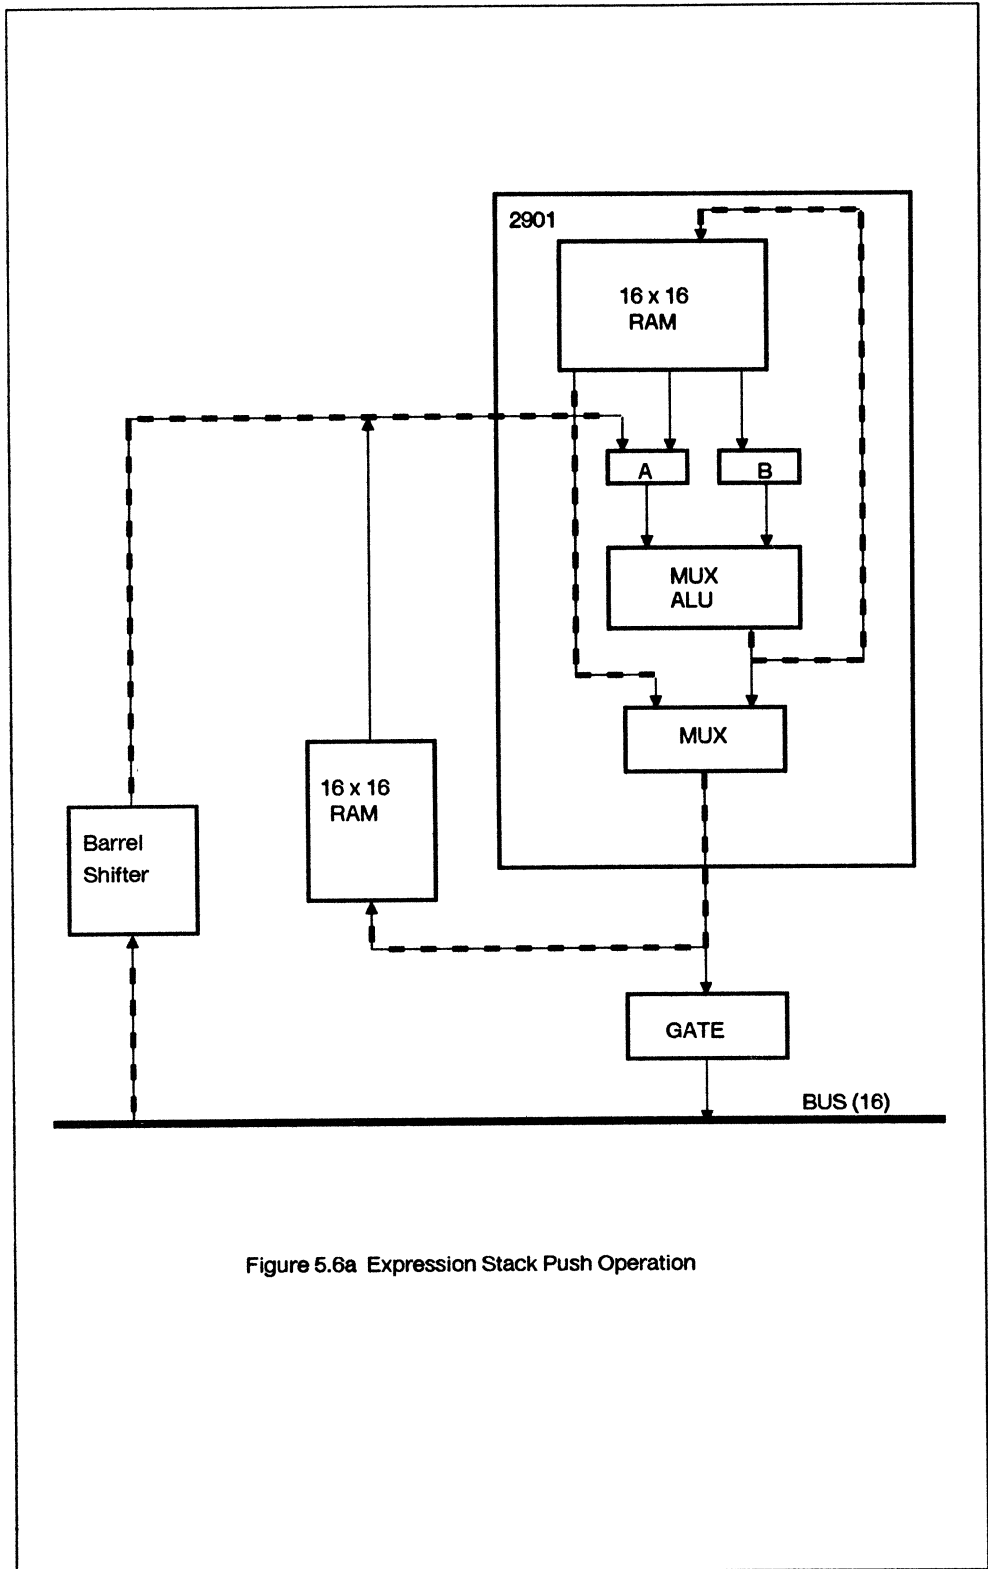 2901
16 x 16
RAM
A
B
MUX
ALU
MUX
16 x 16
RAM
Barrel
Shifter
GATE
BUS (16)
Figure 5.6a Expression Stack Push Operation